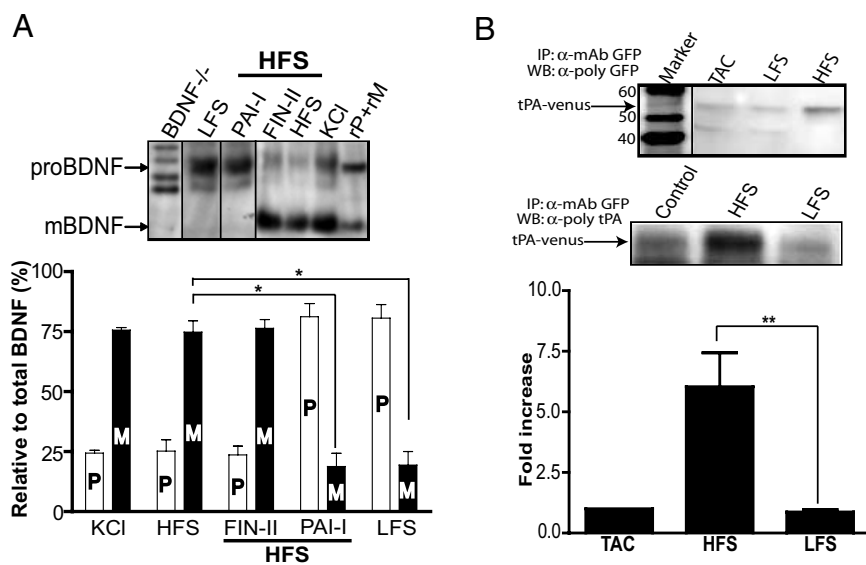 A
HFS
BDNF-/-
LFS
PAI-I
FIN-II
HFS
KCl
rP+rM
proBDNF
mBDNF
Relative to total BDNF (%)
100
75
50
25
0
*
*
P
M
P
M
P
M
P
M
P
M
KCl
HFS
FIN-II
PAI-I
LFS
HFS
B
IP: α-mAb GFP
WB: α-poly GFP
Marker
TAC
LFS
HFS
tPA-venus
60
50
40
IP: α-mAb GFP
WB: α-poly tPA
Control
HFS
LFS
tPA-venus
Fold increase
10.0
7.5
5.0
2.5
0.0
**
TAC
HFS
LFS